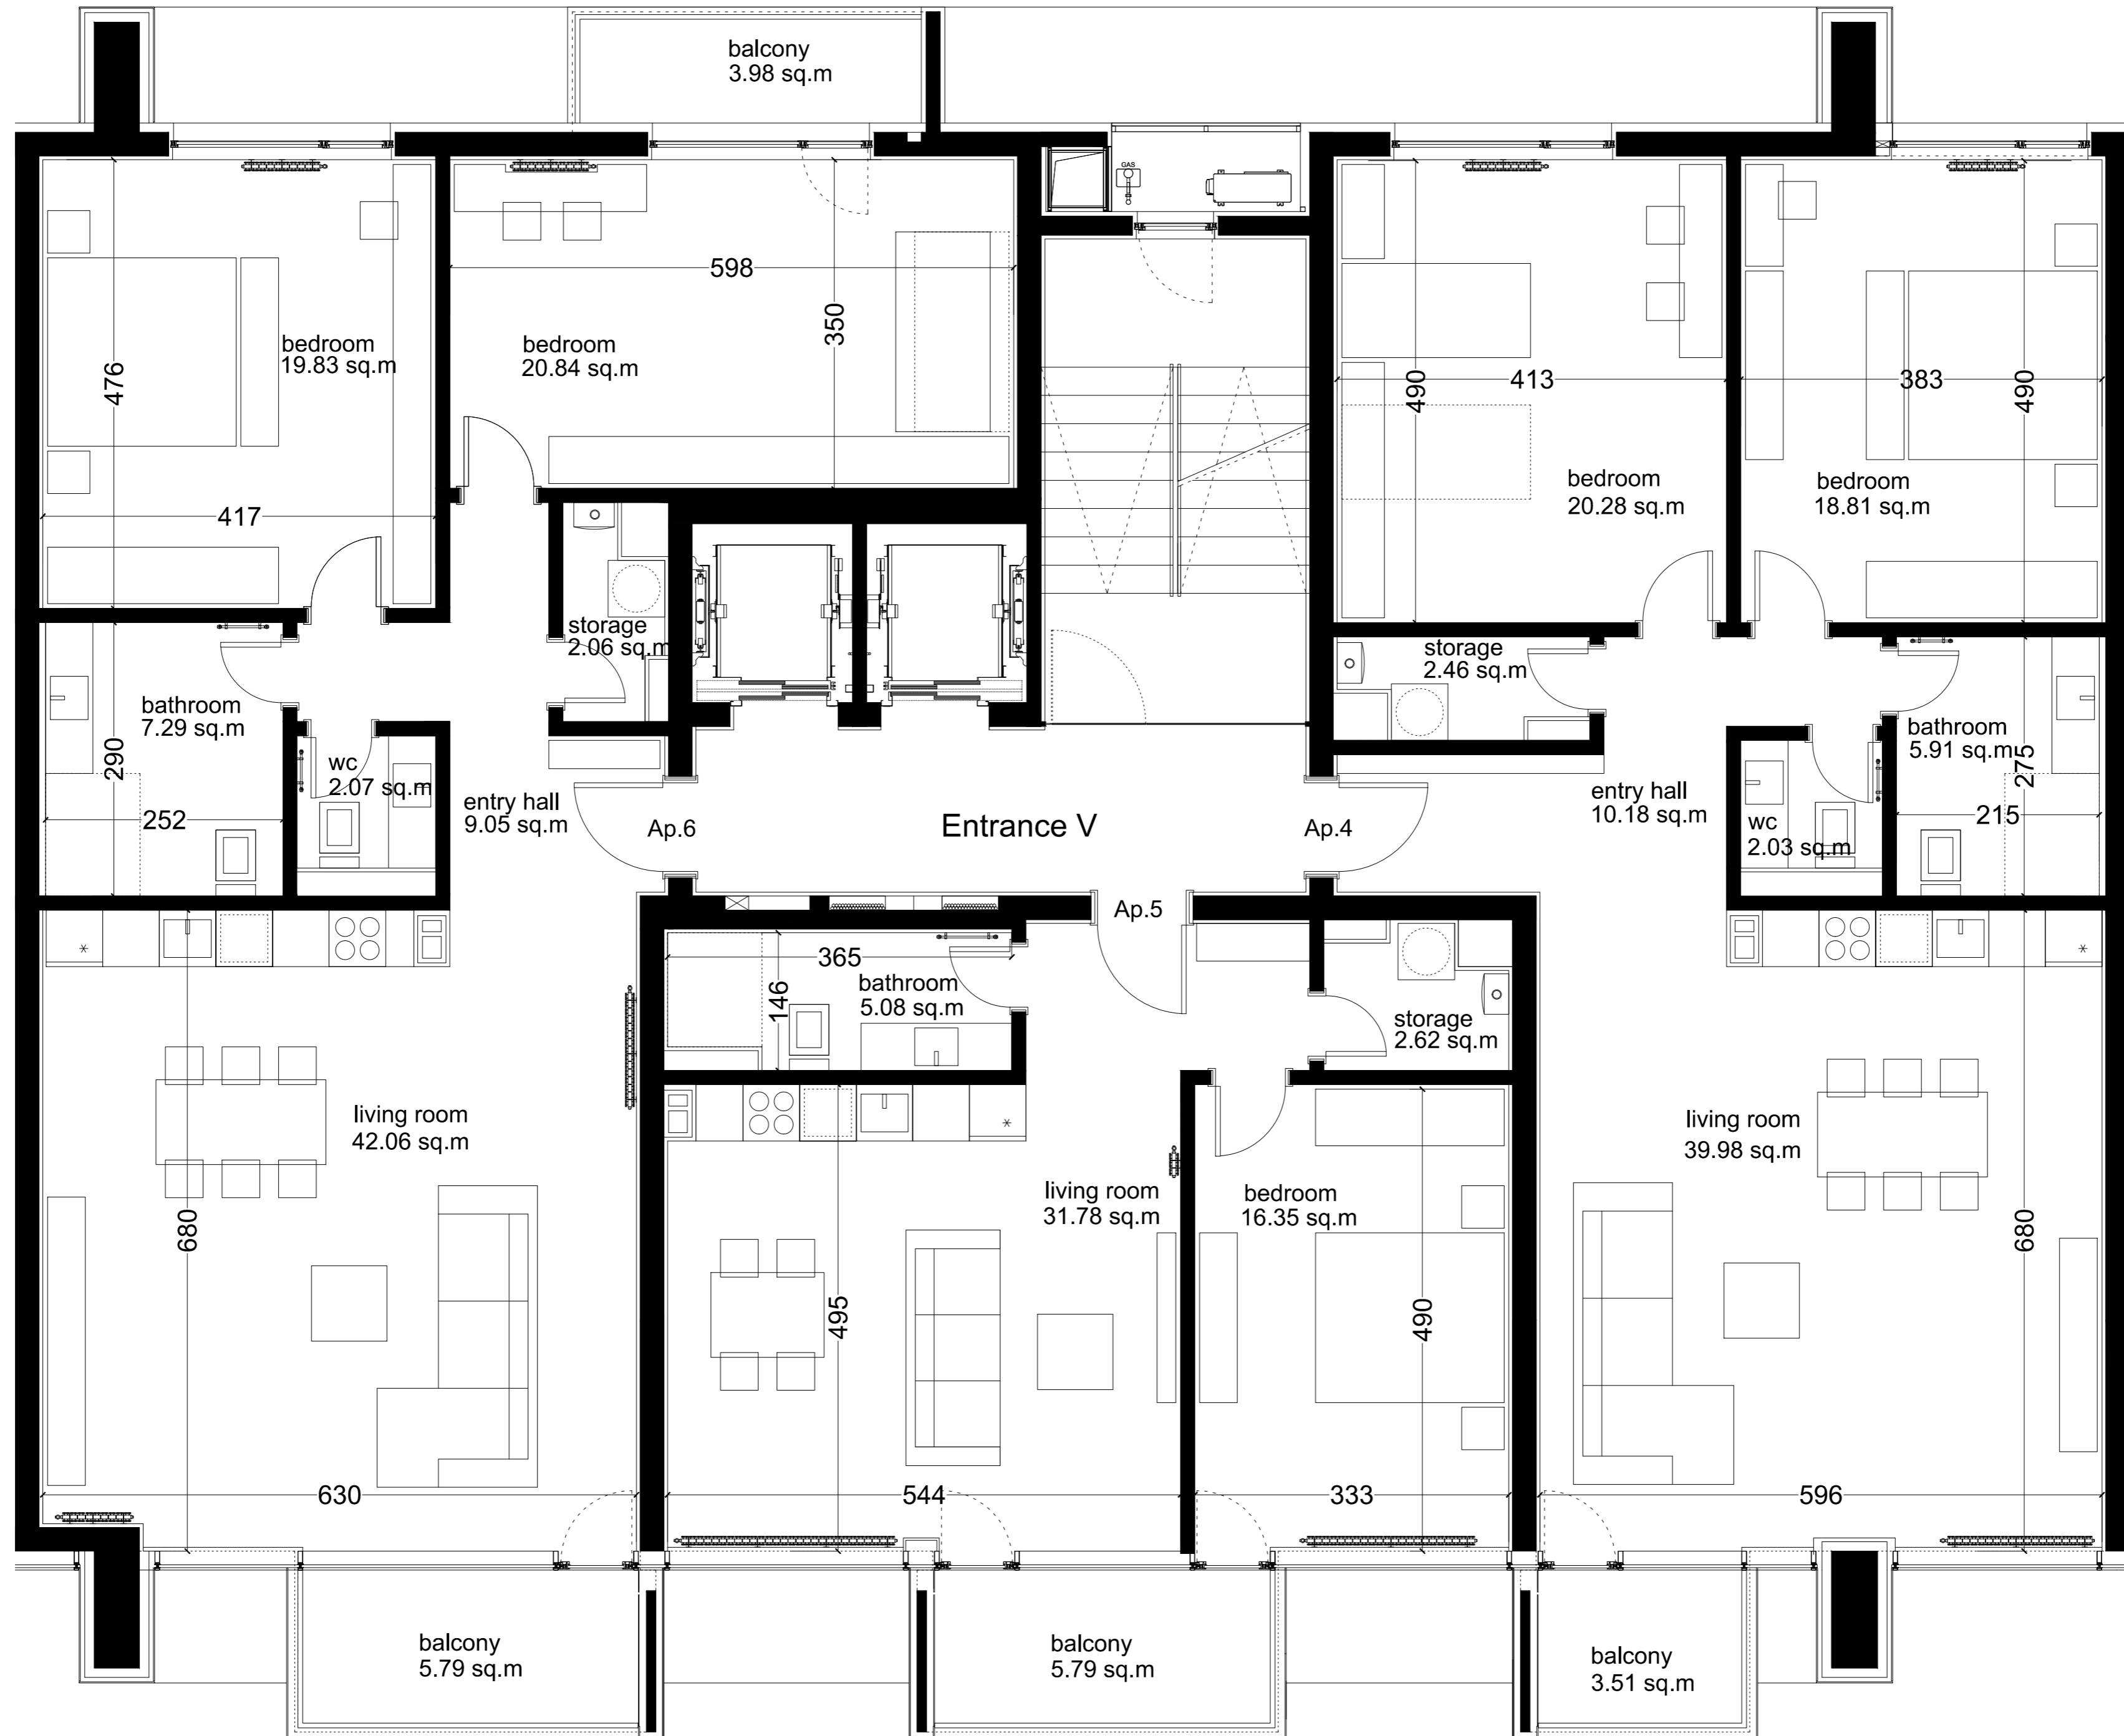 balcony
3.98 sq.m
GAS
598
350
bedroom
19.83 sq.m
bedroom
20.84 sq.m
476
417
490
413
383
490
bedroom
20.28 sq.m
bedroom
18.81 sq.m
storage
2.06 sq.m
storage
2.46 sq.m
bathroom
7.29 sq.m
290
252
wc
2.07 sq.m
entry hall
9.05 sq.m
Ap.6
Entrance V
Ap.4
entry hall
10.18 sq.m
wc
2.03 sq.m
bathroom
5.91 sq.m
275
215
Ap.5
365
146
bathroom
5.08 sq.m
storage
2.62 sq.m
living room
42.06 sq.m
living room
39.98 sq.m
living room
31.78 sq.m
bedroom
16.35 sq.m
680
495
490
680
630
544
333
596
balcony
5.79 sq.m
balcony
5.79 sq.m
balcony
3.51 sq.m